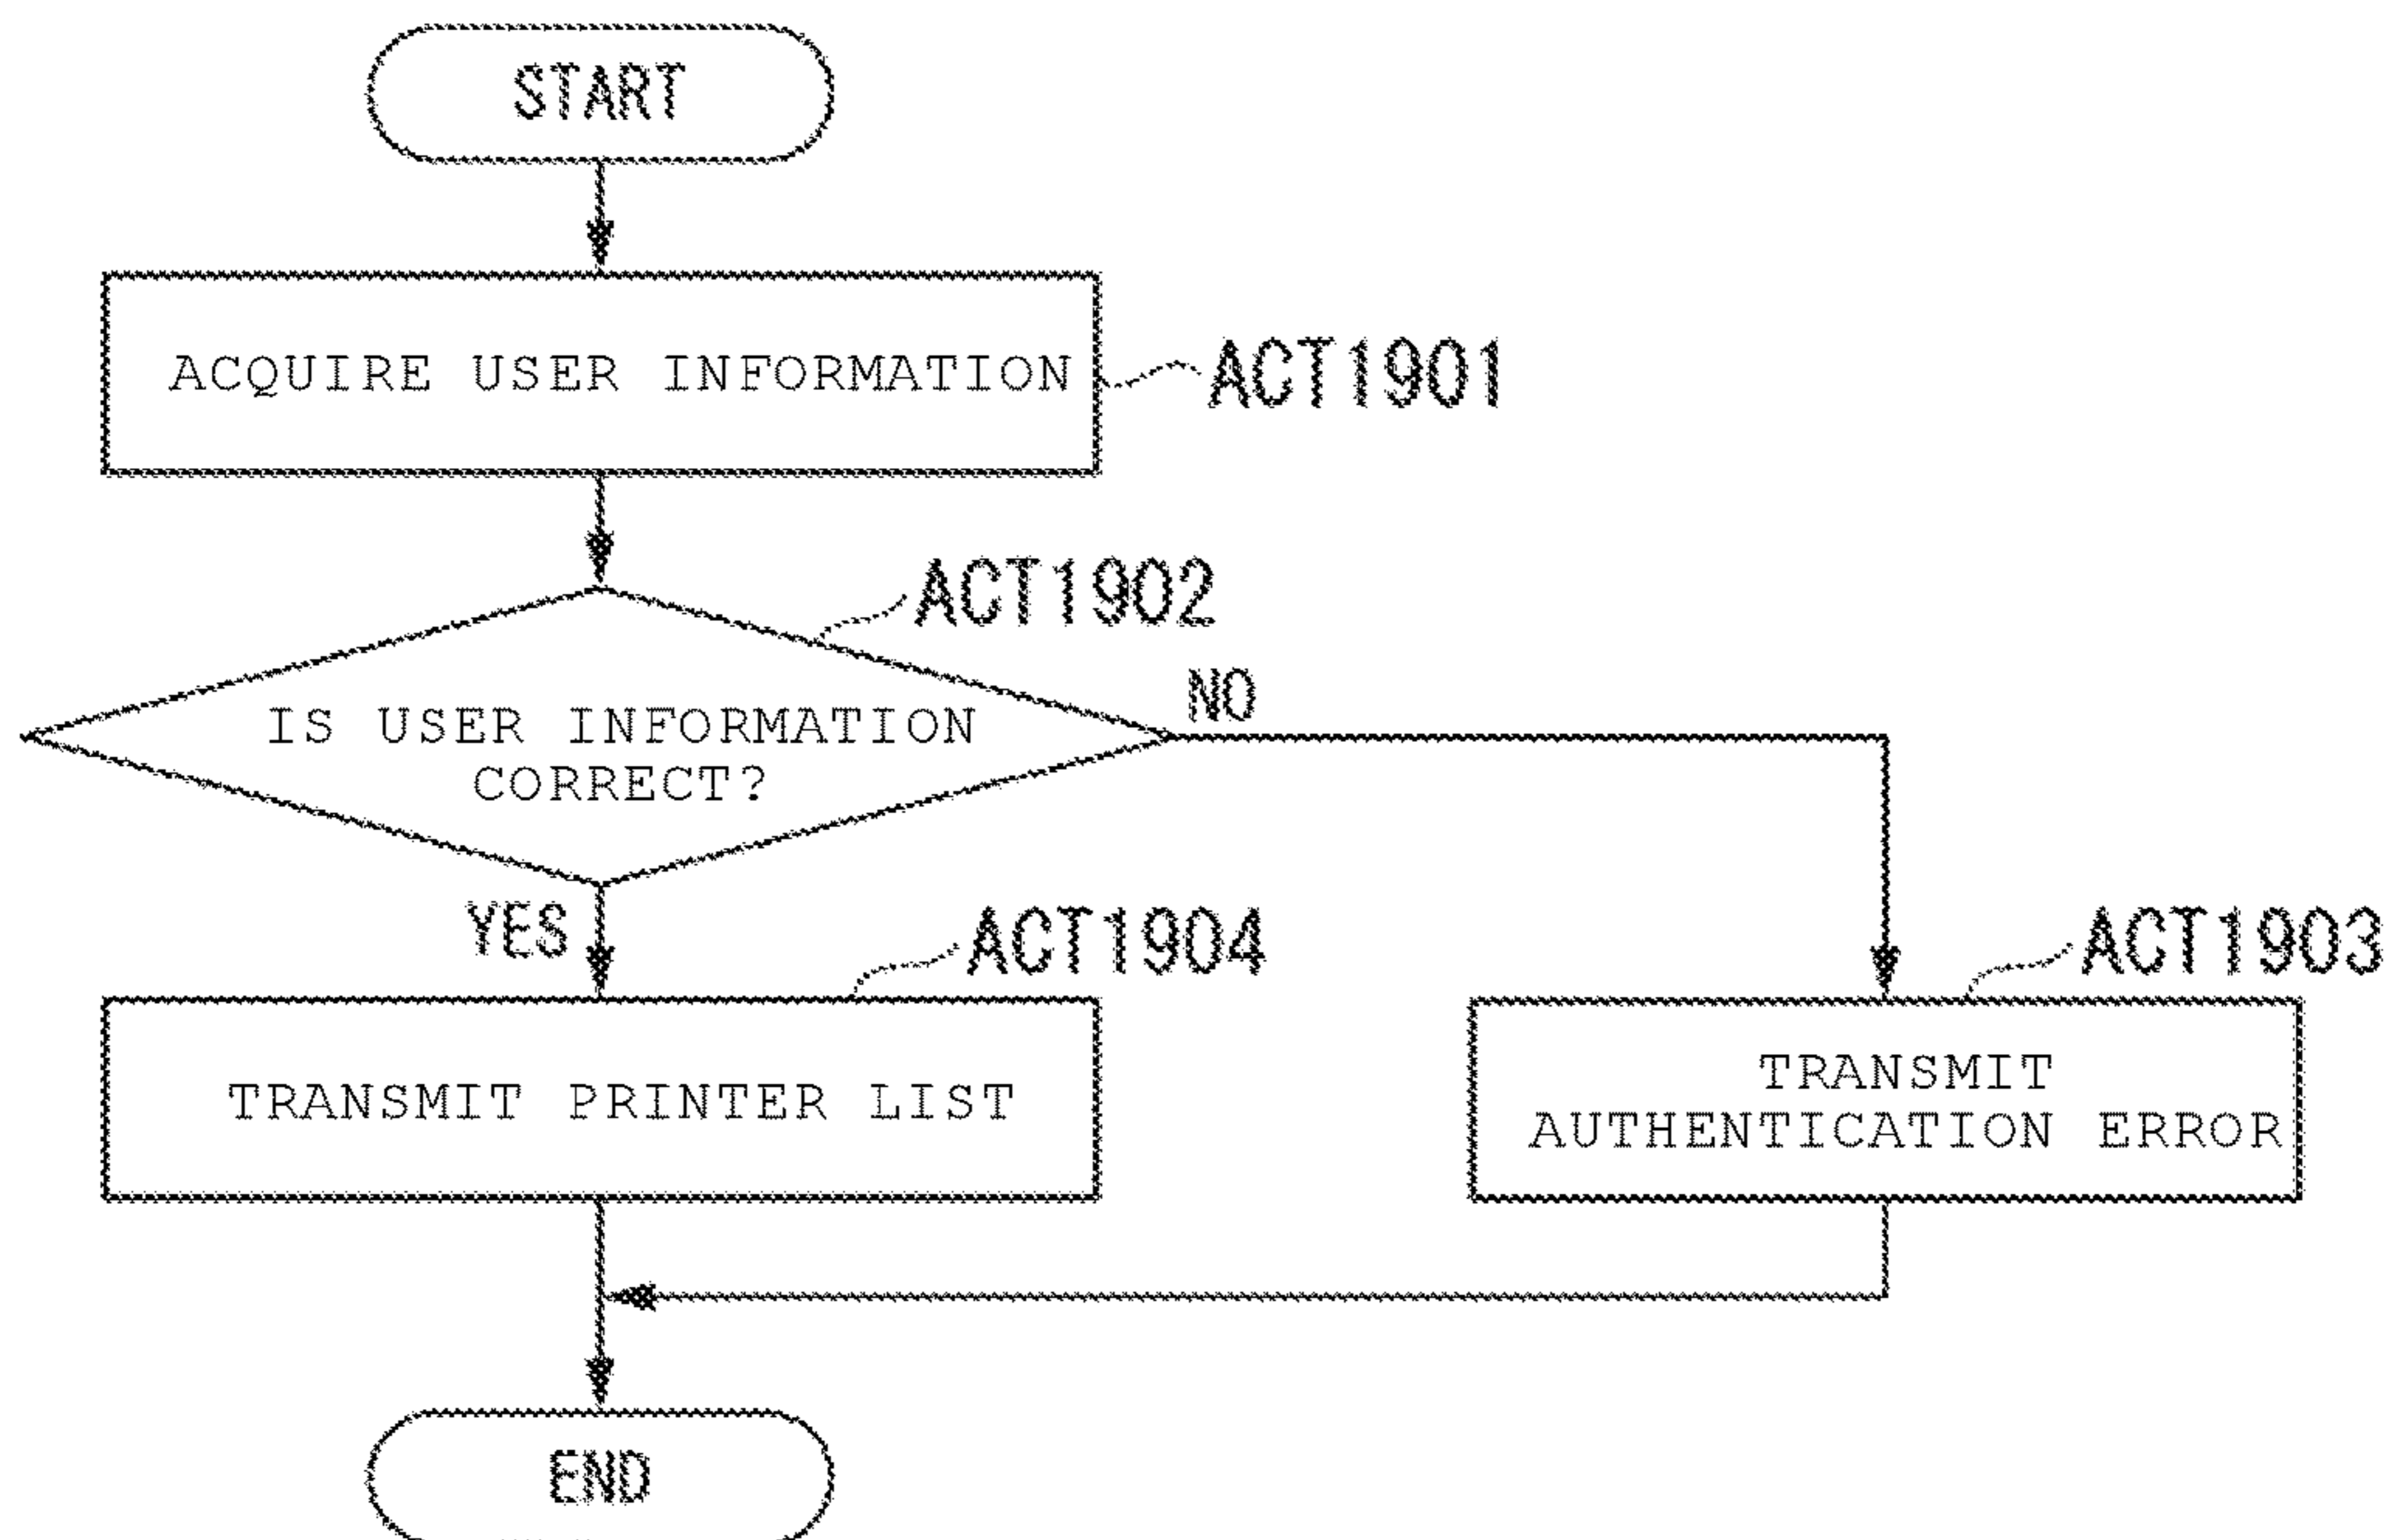 START
ACQUIRE USER INFORMATION
ACT1901
ACT1902
IS USER INFORMATION
CORRECT?
NO
YES
ACT1904
TRANSMIT PRINTER LIST
ACT1903
TRANSMIT
AUTHENTICATION ERROR
END